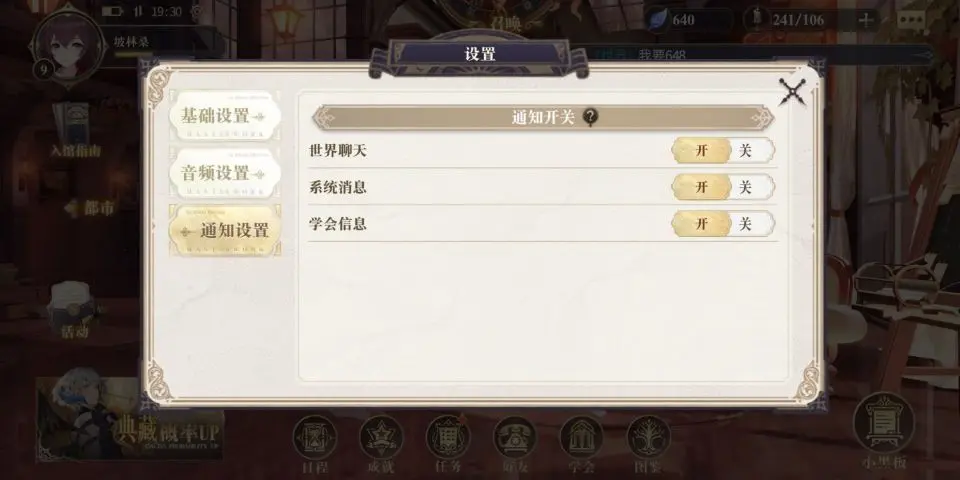 19:30
召唤
640
241/106
坡林桑
9
我要648
设置
入馆指南
都市
活动
基础设置
音频设置
通知设置
通知开关?
世界聊天 开 关
系统消息 开 关
学会信息 开 关
典藏概率UP
日程
成就
任务
好友
学会
图鉴
小黑板